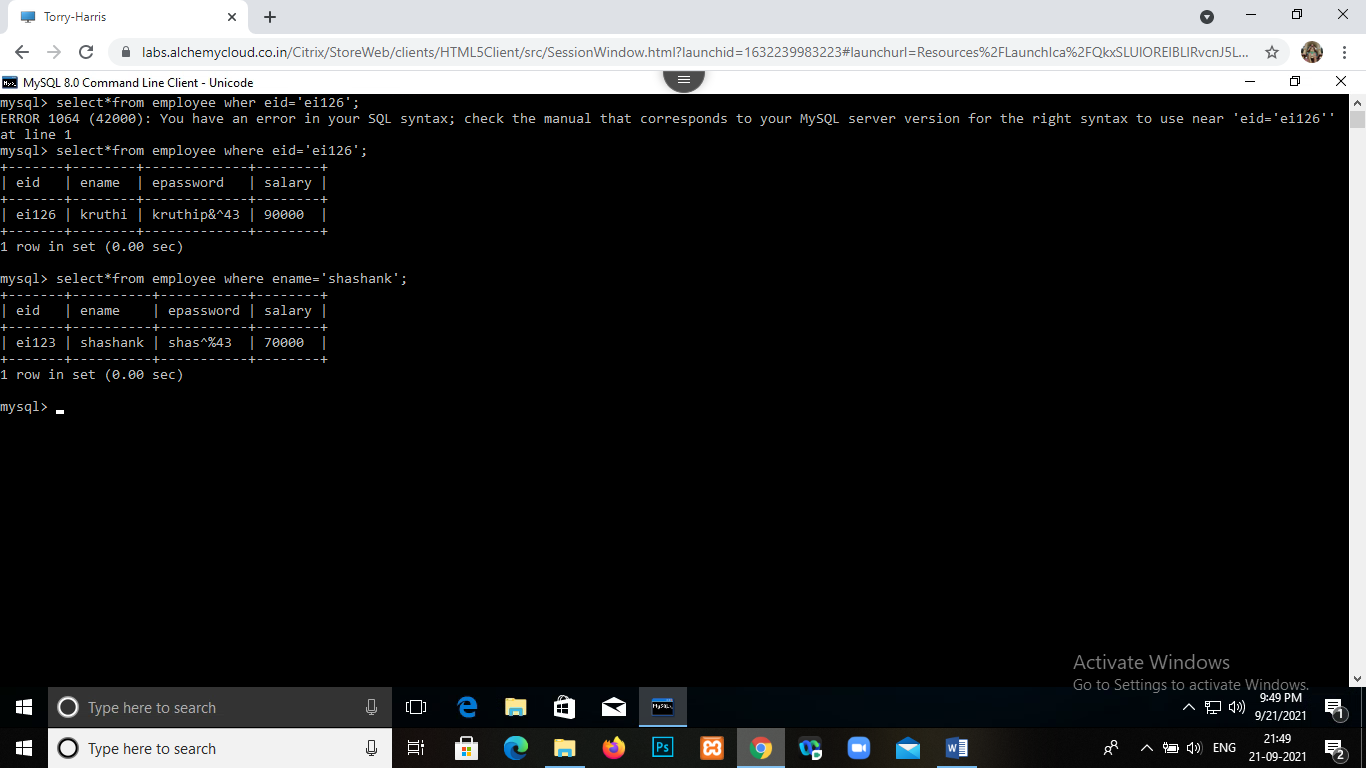 Torry-Harris
labs.alchemycloud.co.in/Citrix/StoreWeb/clients/HTML5Client/src/SessionWindow.html?launchid=1632239983223#launchurl=Resources%2FLaunchIca%2FQkxSLUlOREIBLlRvcnJ5L...
MySQL 8.0 Command Line Client - Unicode
mysql> select*from employee wher eid='ei126';
ERROR 1064 (42000): You have an error in your SQL syntax; check the manual that corresponds to your MySQL server version for the right syntax to use near 'eid='ei126''
at line 1
mysql> select*from employee where eid='ei126';
+-------+--------+-------------+--------+
| eid   | ename  | epassword   | salary |
+-------+--------+-------------+--------+
| ei126 | kruthi | kruthip&^43 | 90000  |
+-------+--------+-------------+--------+
1 row in set (0.00 sec)
mysql> select*from employee where ename='shashank';
+-------+----------+-----------+--------+
| eid   | ename    | epassword | salary |
+-------+----------+-----------+--------+
| ei123 | shashank | shas^%43  | 70000  |
+-------+----------+-----------+--------+
1 row in set (0.00 sec)
mysql>
Activate Windows
Go to Settings to activate Windows.
Type here to search
9:49 PM
9/21/2021
1
Type here to search
Ps
ENG
21:49
21-09-2021
2